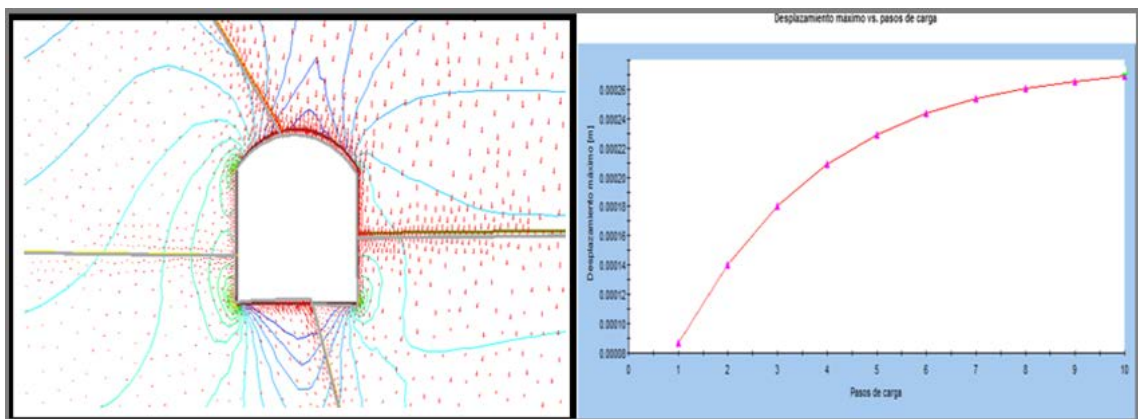 Desplazamiento máximo vs. pasos de carga
Desplazamiento máximo [m]
0.00026
0.00024
0.00022
0.00020
0.00018
0.00016
0.00014
0.00012
0.00010
0.00008
0 1 2 3 4 5 6 7 8 9 10
Pasos de carga